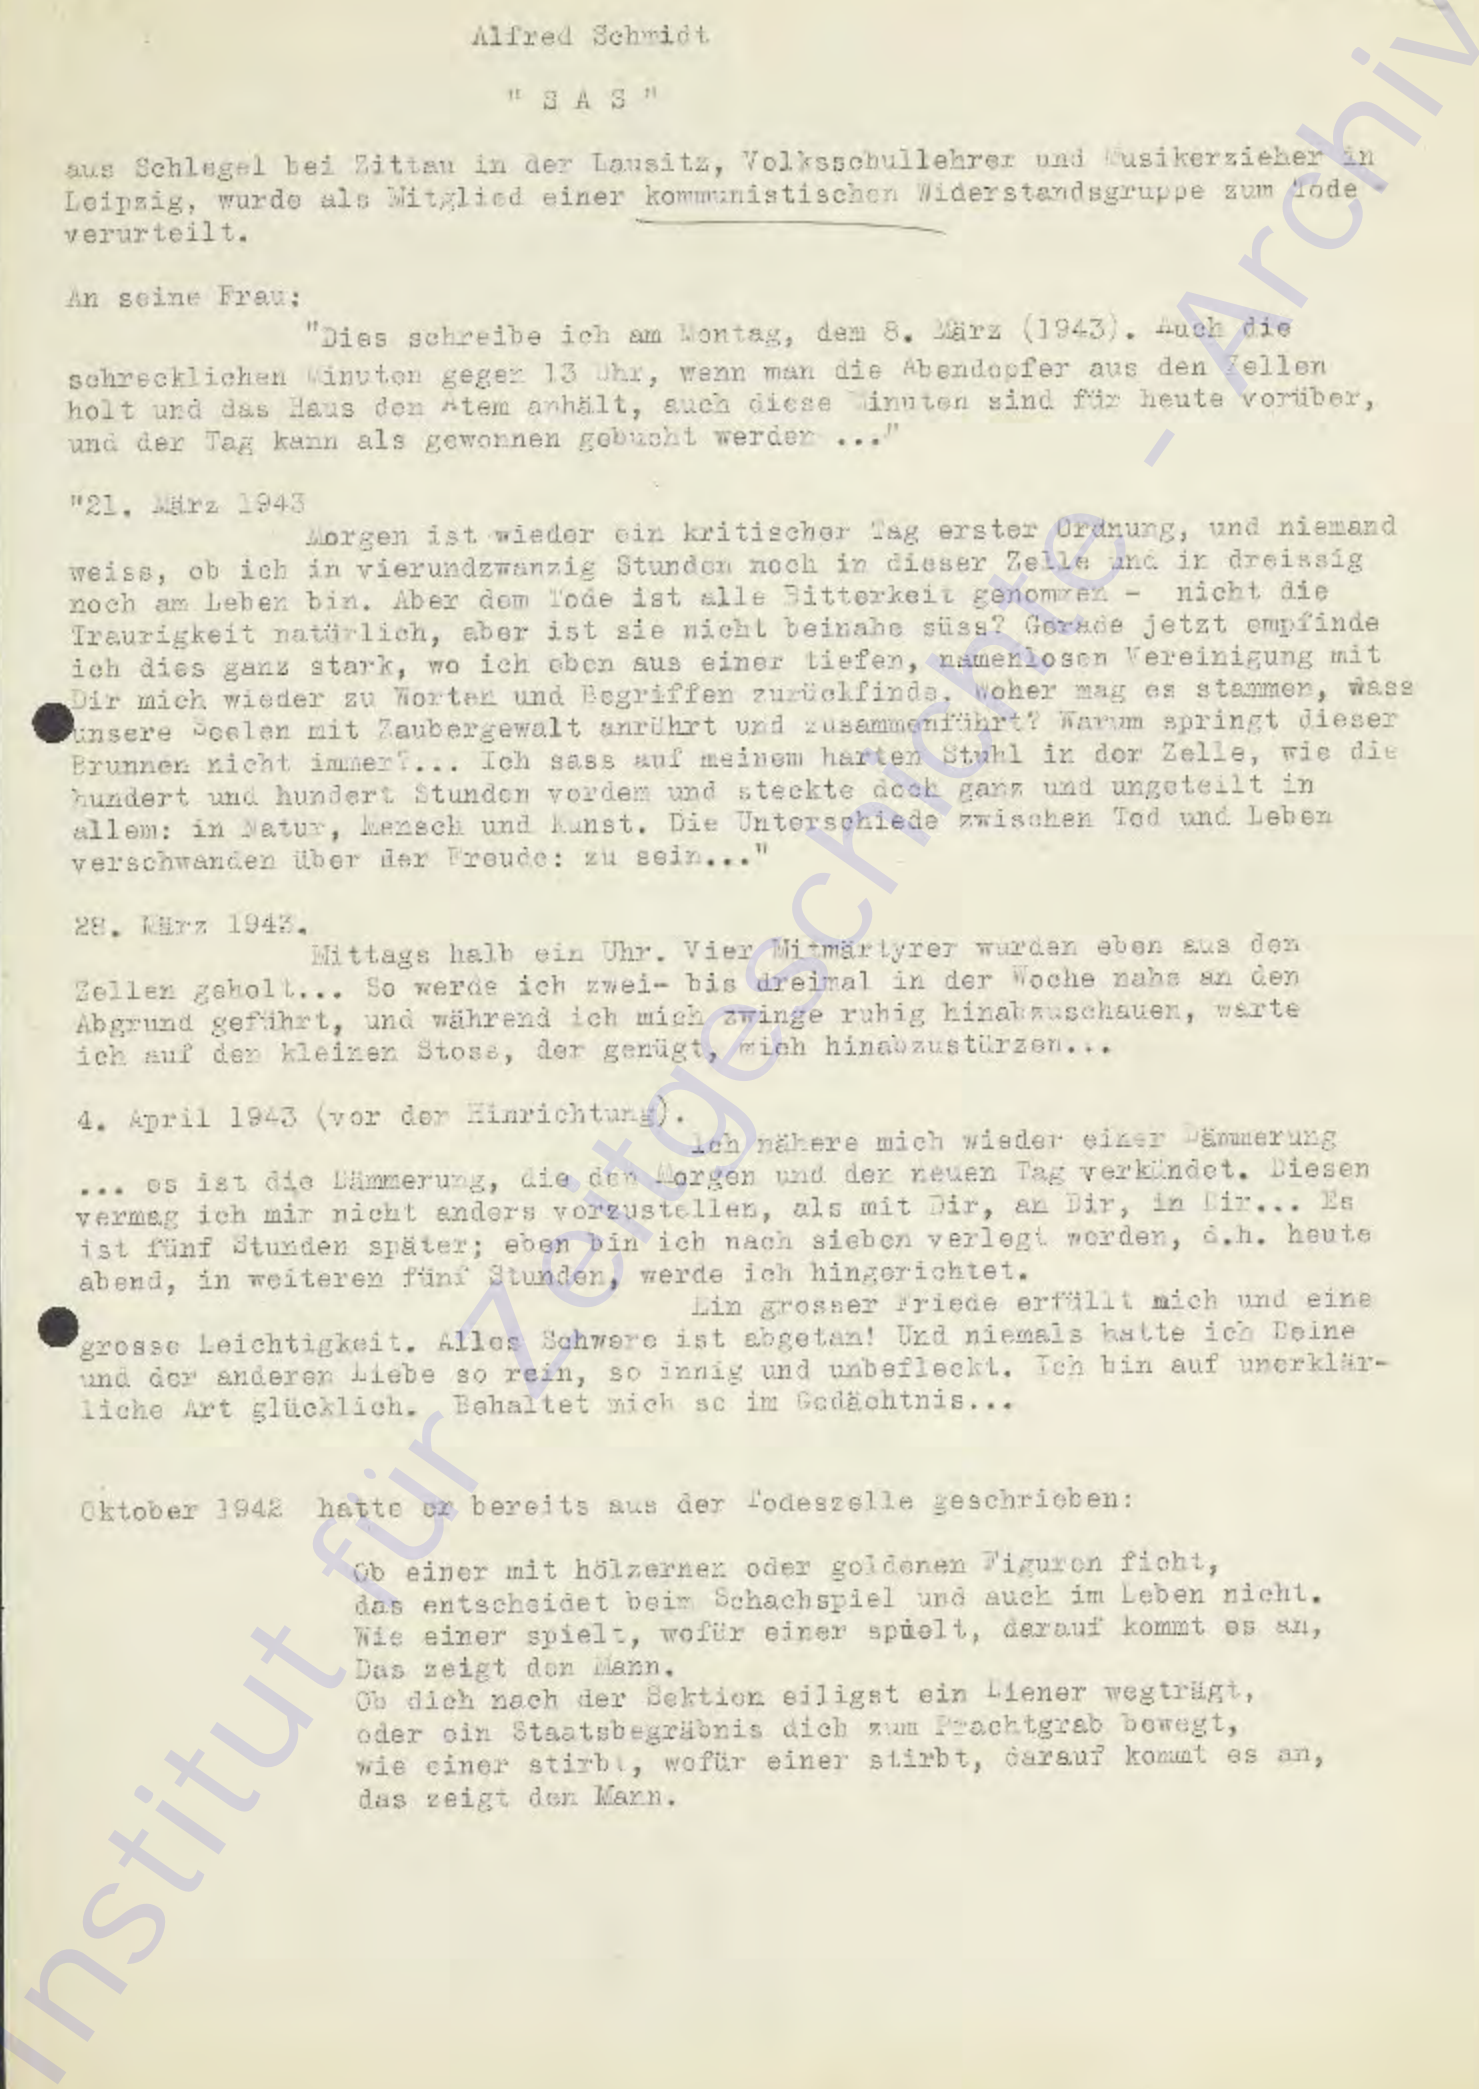 Alfred Schmidt
" S A S "
aus Schlegel bei Zittau in der Lausitz, Volksschullehrer und Musikerzieher in
Leipzig, wurde als Mitglied einer kommunistischen Widerstandsgruppe zum Tode
verurteilt.
An seine Frau:
"Dies schreibe ich am Montag, dem 8. März (1943). Auch die
schrecklichen Minuten gegen 13 Uhr, wenn man die Abendopfer aus den Zellen
holt und das Haus den Atem anhält, auch diese Minuten sind für heute vorüber,
und der Tag kann als gewonnen gebucht werden ..."
"21. März 1943
Morgen ist wieder ein kritischer Tag erster Ordnung, und niemand
weiss, ob ich in vierundzwanzig Stunden noch in dieser Zelle und in dreissig
noch am Leben bin. Aber dem Tode ist alle Bitterkeit genommen - nicht die
Traurigkeit natürlich, aber ist sie nicht beinahe süss? Gerade jetzt empfinde
ich dies ganz stark, wo ich eben aus einer tiefen, namenlosen Vereinigung mit
Dir mich wieder zu Worten und Begriffen zurückfinde. Woher mag es stammen, wass
unsere Seelen mit Zaubergewalt anrührt und zusammenführt? Warum springt dieser
Brunnen nicht immer?... Ich sass auf meinem harten Stuhl in der Zelle, wie die
hundert und hundert Stunden vordem und steckte doch ganz und ungeteilt in
allem: in Natur, Mensch und Kunst. Die Unterschiede zwischen Tod und Leben
verschwanden über der Freude: zu sein..."
28. März 1943.
Mittags halb ein Uhr. Vier Mitmärtyrer wurden eben aus den
Zellen geholt... So werde ich zwei- bis dreimal in der Woche nahe an den
Abgrund geführt, und während ich mich zwinge ruhig hinabzuschauen, warte
ich auf den kleinen Stoss, der genügt, mich hinabzustürzen...
4. April 1943 (vor der Hinrichtung).
Ich nähere mich wieder einer Dämmerung
... es ist die Dämmerung, die den Morgen und den neuen Tag verkündet. Diesen
vermag ich mir nicht anders vorzustellen, als mit Dir, an Dir, in Dir... Es
ist fünf Stunden später; eben bin ich nach sieben verlegt worden, d.h. heute
abend, in weiteren fünf Stunden, werde ich hingerichtet.
Ein grosser Friede erfüllt mich und eine
grosse Leichtigkeit. Alles Schwere ist abgetan! Und niemals hatte ich Deine
und der anderen Liebe so rein, so innig und unbefleckt. Ich bin auf unerklär-
liche Art glücklich. Behaltet mich so im Gedächtnis...
Oktober 1942 hatte er bereits aus der Todeszelle geschrieben:
Ob einer mit hölzernen oder goldenen Figuren ficht,
das entscheidet beim Schachspiel und auch im Leben nicht.
Wie einer spielt, wofür einer spielt, darauf kommt es an,
Das zeigt den Mann.
Ob dich nach der Sektion eiligst ein Diener wegträgt,
oder ein Staatsbegräbnis dich zum Prachtgrab bewegt,
wie einer stirbt, wofür einer stirbt, darauf kommt es an,
das zeigt den Mann.
Institut für Zeitgeschichte - Archiv